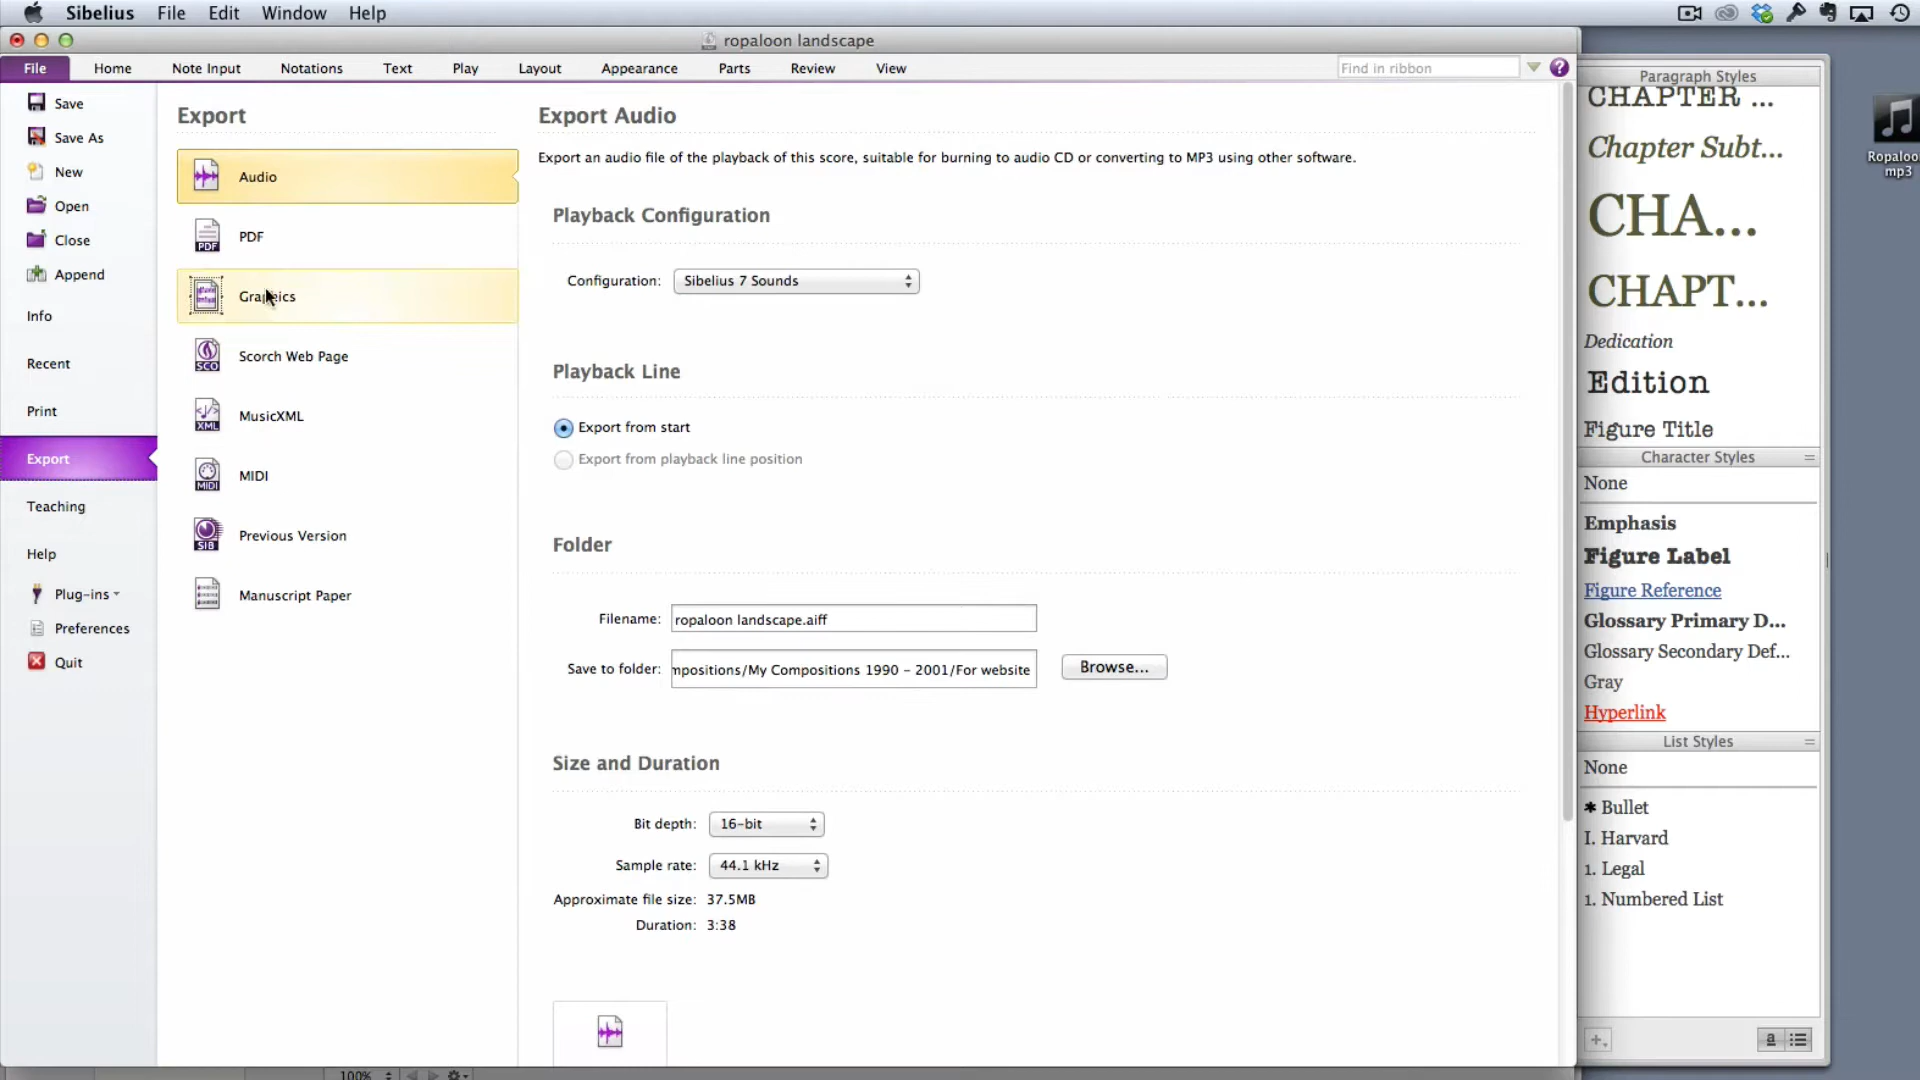 Sibelius File Edit Window Help
ropaloon landscape
File Home Note Input Notations Text Play Layout Appearance Parts Review View Find in ribbon ?
Save
Save As
New
Open
Close
Append
Info
Recent
Print
Export
Teaching
Help
Plug-ins
Preferences
Quit
Export
Audio
PDF
Graphics
Scorch Web Page
MusicXML
MIDI
Previous Version
Manuscript Paper
Export Audio
Export an audio file of the playback of this score, suitable for burning to audio CD or converting to MP3 using other software.
Playback Configuration
Configuration: Sibelius 7 Sounds
Playback Line
Export from start
Export from playback line position
Folder
Filename: ropaloon landscape.aiff
Save to folder: mpositions/My Compositions 1990 – 2001/For website Browse...
Size and Duration
Bit depth: 16-bit
Sample rate: 44.1 kHz
Approximate file size: 37.5MB
Duration: 3:38
100%
Paragraph Styles
CHAPTER ...
Chapter Subt...
CHA...
CHAPT...
Dedication
Edition
Figure Title
Character Styles
None
Emphasis
Figure Label
Figure Reference
Glossary Primary D...
Glossary Secondary Def...
Gray
Hyperlink
List Styles
None
* Bullet
I. Harvard
1. Legal
1. Numbered List
a
Ropaloo
mp3